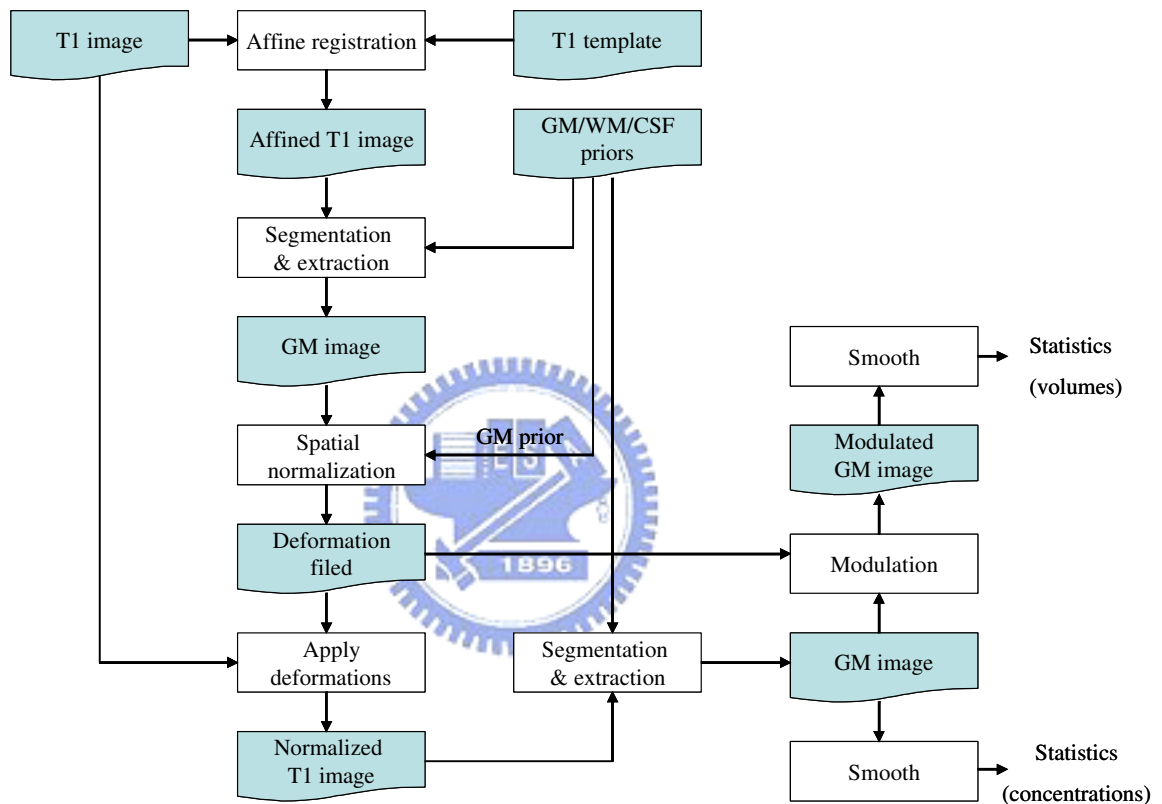 T1 image
Affine registration
T1 template
Affined T1 image
GM/WM/CSF
priors
Segmentation
& extraction
GM image
Smooth
Statistics
(volumes)
Spatial
normalization
GM prior
Modulated
GM image
Deformation
filed
Modulation
1896
Apply
deformations
Segmentation
& extraction
GM image
Normalized
T1 image
Smooth
Statistics
(concentrations)